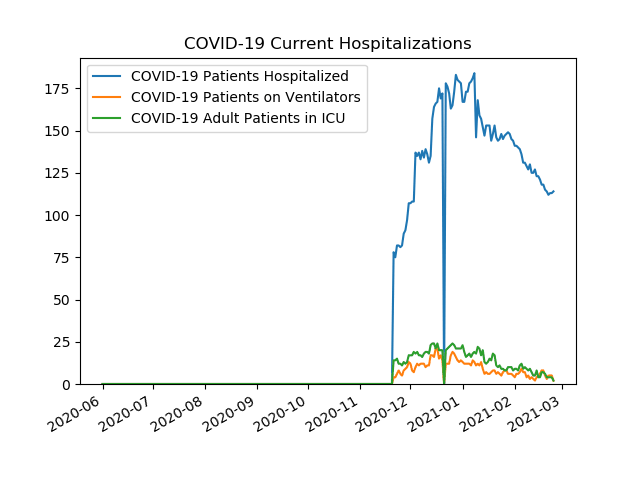 COVID-19 Current Hospitalizations
COVID-19 Patients Hospitalized
COVID-19 Patients on Ventilators
COVID-19 Adult Patients in ICU
175
150
125
100
75
50
25
0
2020-06 2020-07 2020-08 2020-09 2020-10 2020-11 2020-12 2021-01 2021-02 2021-03